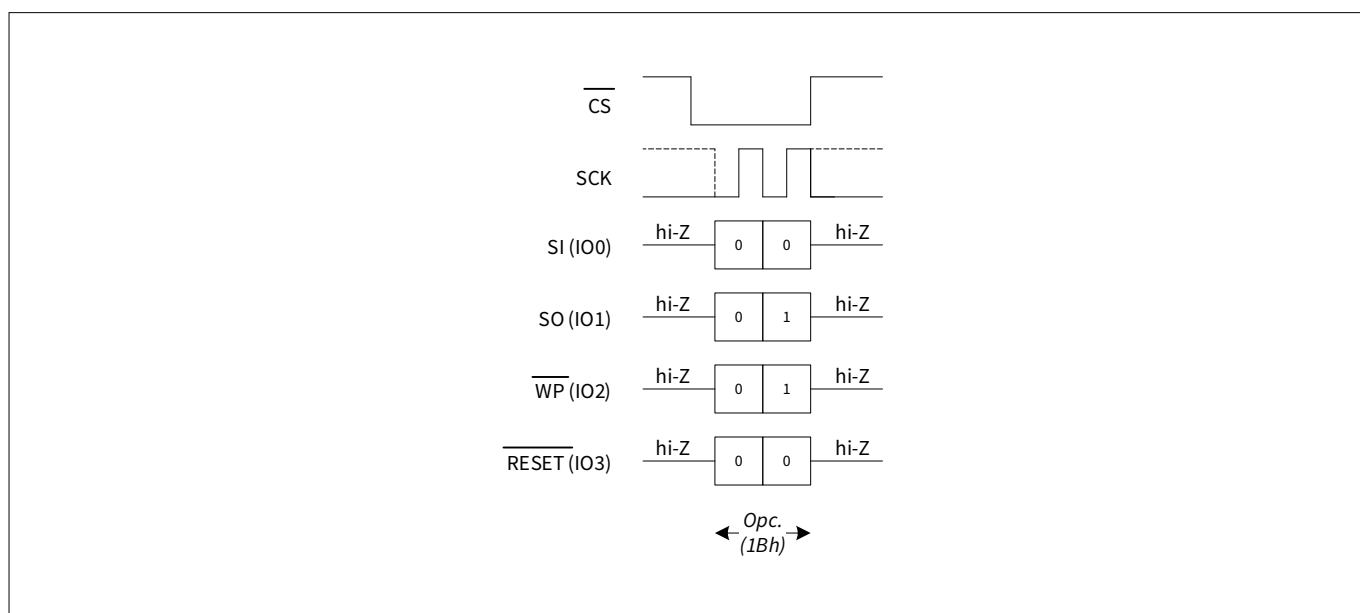 CS
SCK
hi-Z 0 0 hi-Z
SI (IO0)
hi-Z 0 1 hi-Z
SO (IO1)
hi-Z 0 1 hi-Z
WP (IO2)
hi-Z 0 0 hi-Z
RESET (IO3)
Opc.
(1Bh)